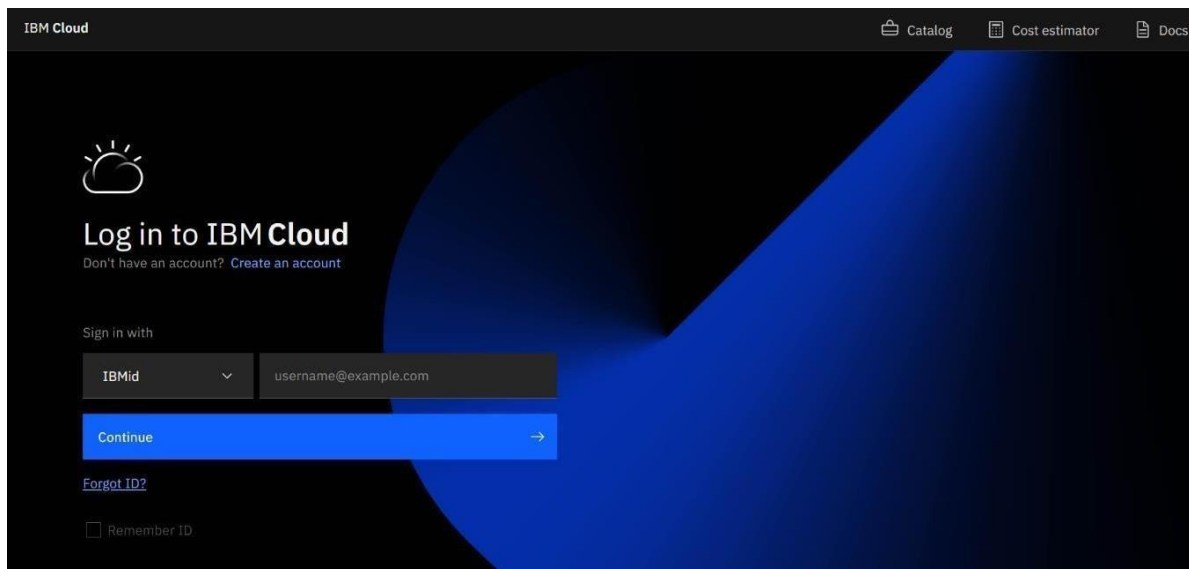 IBM Cloud
Catalog
Cost estimator
Docs
Log in to IBM Cloud
Don't have an account? Create an account
Sign in with
IBMid
username@example.com
Continue
Forgot ID?
Remember ID